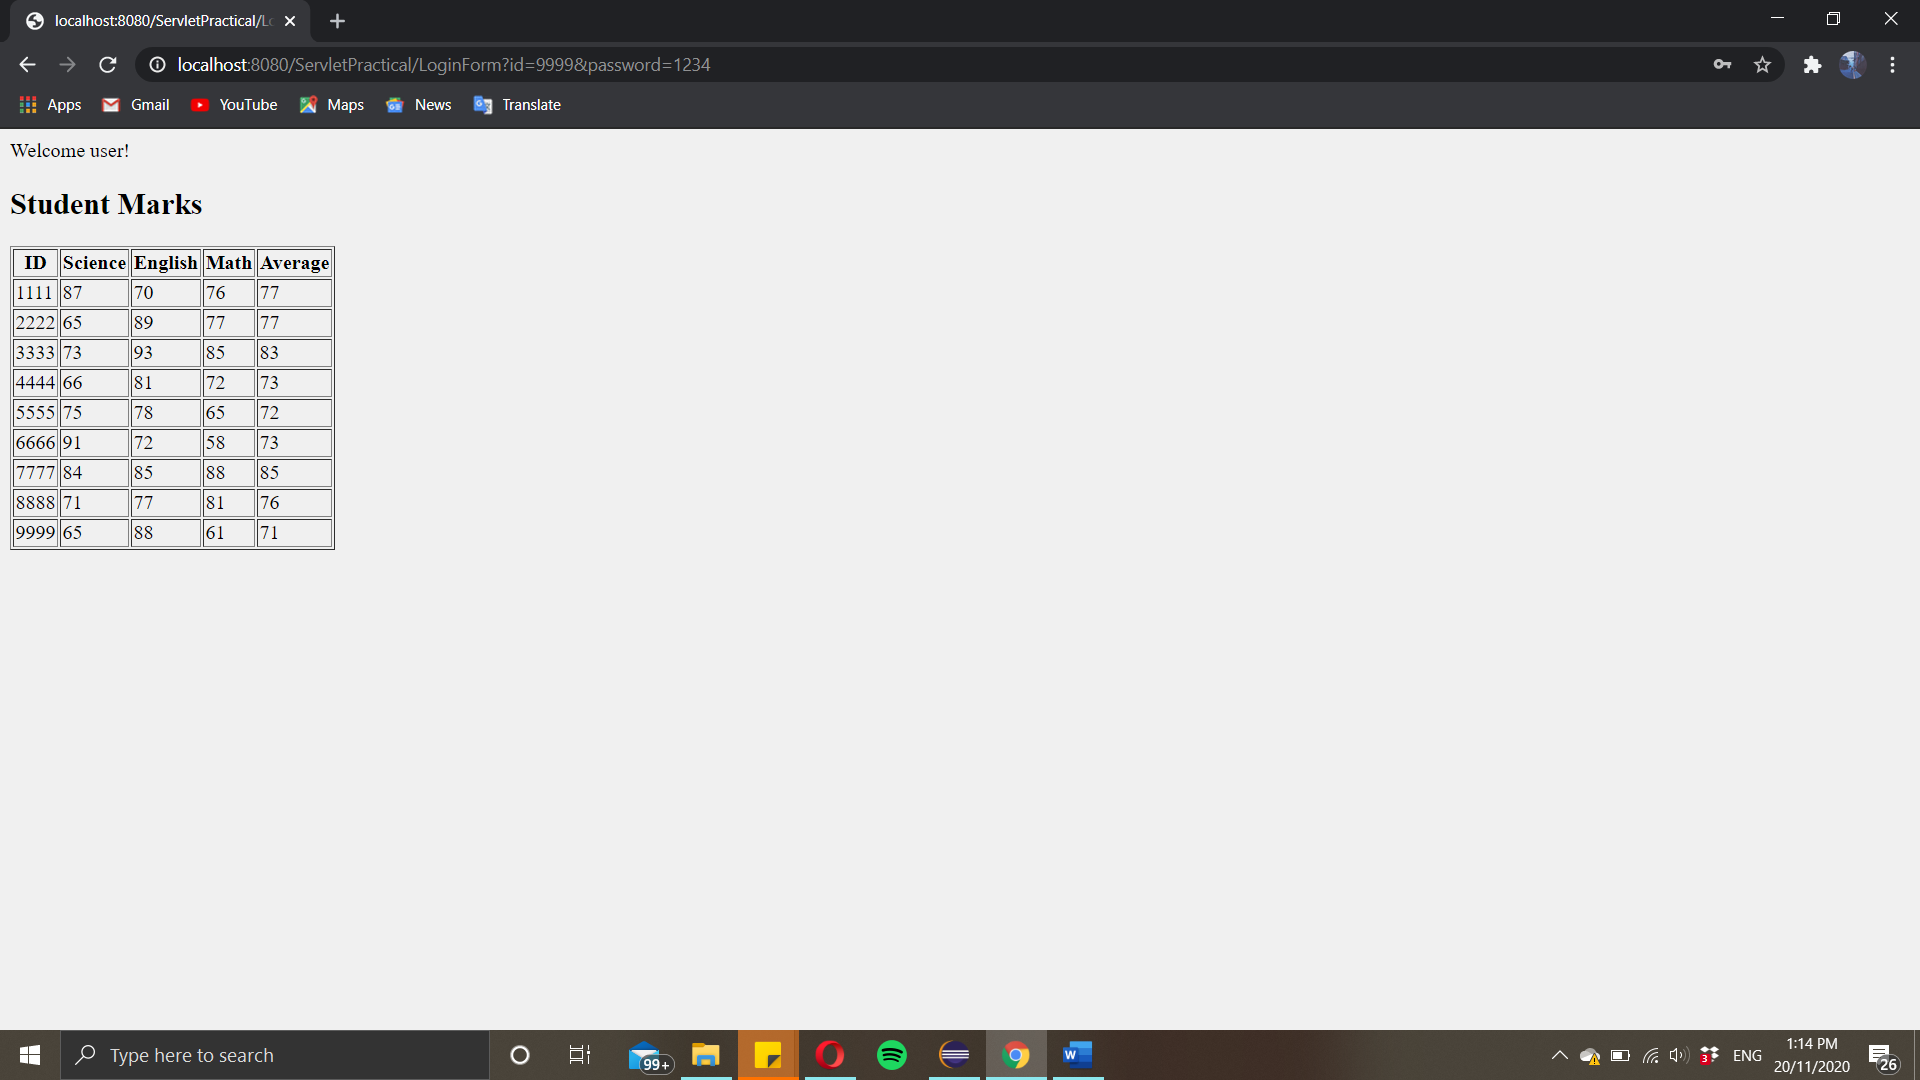 localhost:8080/ServletPractical/Lo
localhost:8080/ServletPractical/LoginForm?id=9999&password=1234
Apps Gmail YouTube Maps News Translate
Welcome user!
Student Marks
ID Science English Math Average
1111 87 70 76 77
2222 65 89 77 77
3333 73 93 85 83
4444 66 81 72 73
5555 75 78 65 72
6666 91 72 58 73
7777 84 85 88 85
8888 71 77 81 76
9999 65 88 61 71
Type here to search
99+
W
3
ENG
1:14 PM
20/11/2020
26